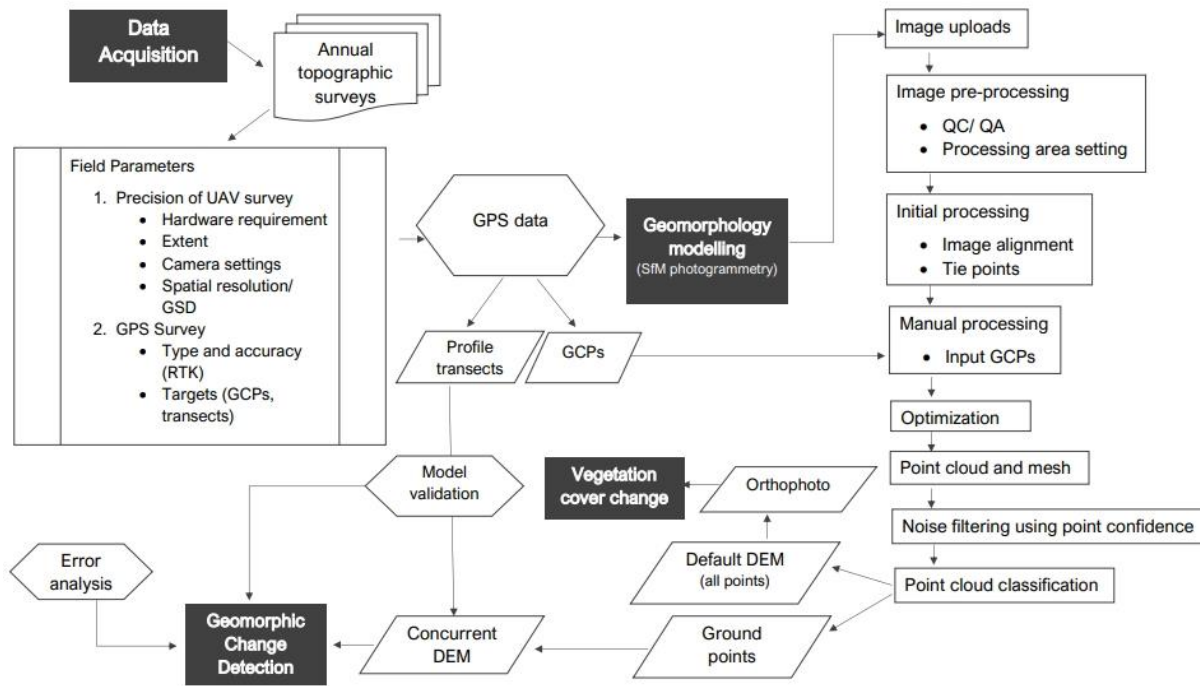 Data
Acquisition
Annual
topographic
surveys
Field Parameters
1. Precision of UAV survey
• Hardware requirement
• Extent
• Camera settings
• Spatial resolution/
GSD
2. GPS Survey
• Type and accuracy
(RTK)
• Targets (GCPs,
transects)
GPS data
Profile
transects
GCPs
Geomorphology
modelling
(SfM photogrammetry)
Image uploads
Image pre-processing
• QC/ QA
• Processing area setting
Initial processing
• Image alignment
• Tie points
Manual processing
• Input GCPs
Optimization
Point cloud and mesh
Noise filtering using point confidence
Point cloud classification
Model
validation
Vegetation
cover change
Orthophoto
Default DEM
(all points)
Ground
points
Error
analysis
Geomorphic
Change
Detection
Concurrent
DEM